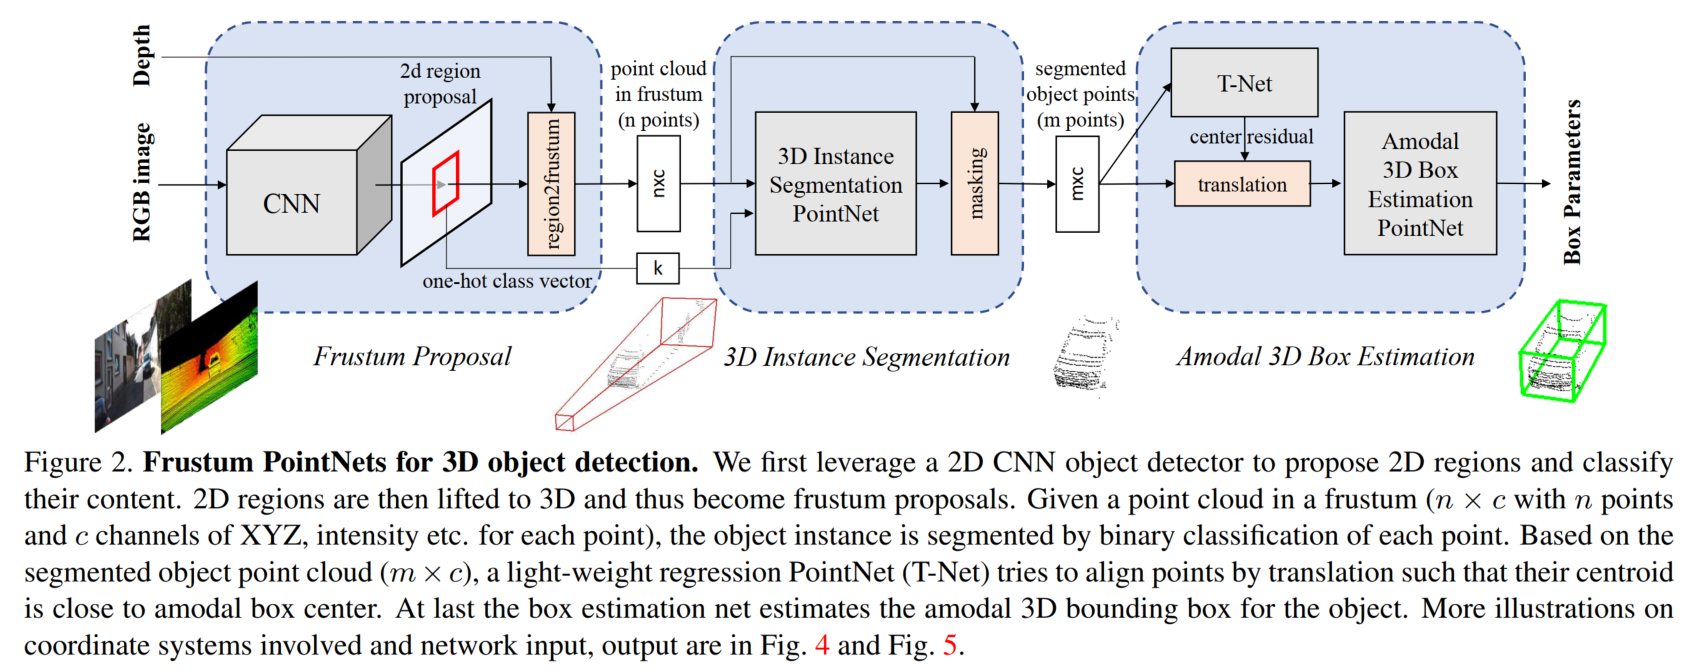 Depth
RGB image
CNN
2d region
proposal
region2frustum
one-hot class vector
Frustum Proposal
point cloud
in frustum
(n points)
nxc
k
3D Instance
Segmentation
PointNet
masking
3D Instance Segmentation
segmented
object points
(m points)
mxc
T-Net
center residual
translation
Amodal
3D Box
Estimation
PointNet
Amodal 3D Box Estimation
Box Parameters
Figure 2. Frustum PointNets for 3D object detection. We first leverage a 2D CNN object detector to propose 2D regions and classify
their content. 2D regions are then lifted to 3D and thus become frustum proposals. Given a point cloud in a frustum (n × c with n points
and c channels of XYZ, intensity etc. for each point), the object instance is segmented by binary classification of each point. Based on the
segmented object point cloud (m × c), a light-weight regression PointNet (T-Net) tries to align points by translation such that their centroid
is close to amodal box center. At last the box estimation net estimates the amodal 3D bounding box for the object. More illustrations on
coordinate systems involved and network input, output are in Fig. 4 and Fig. 5.